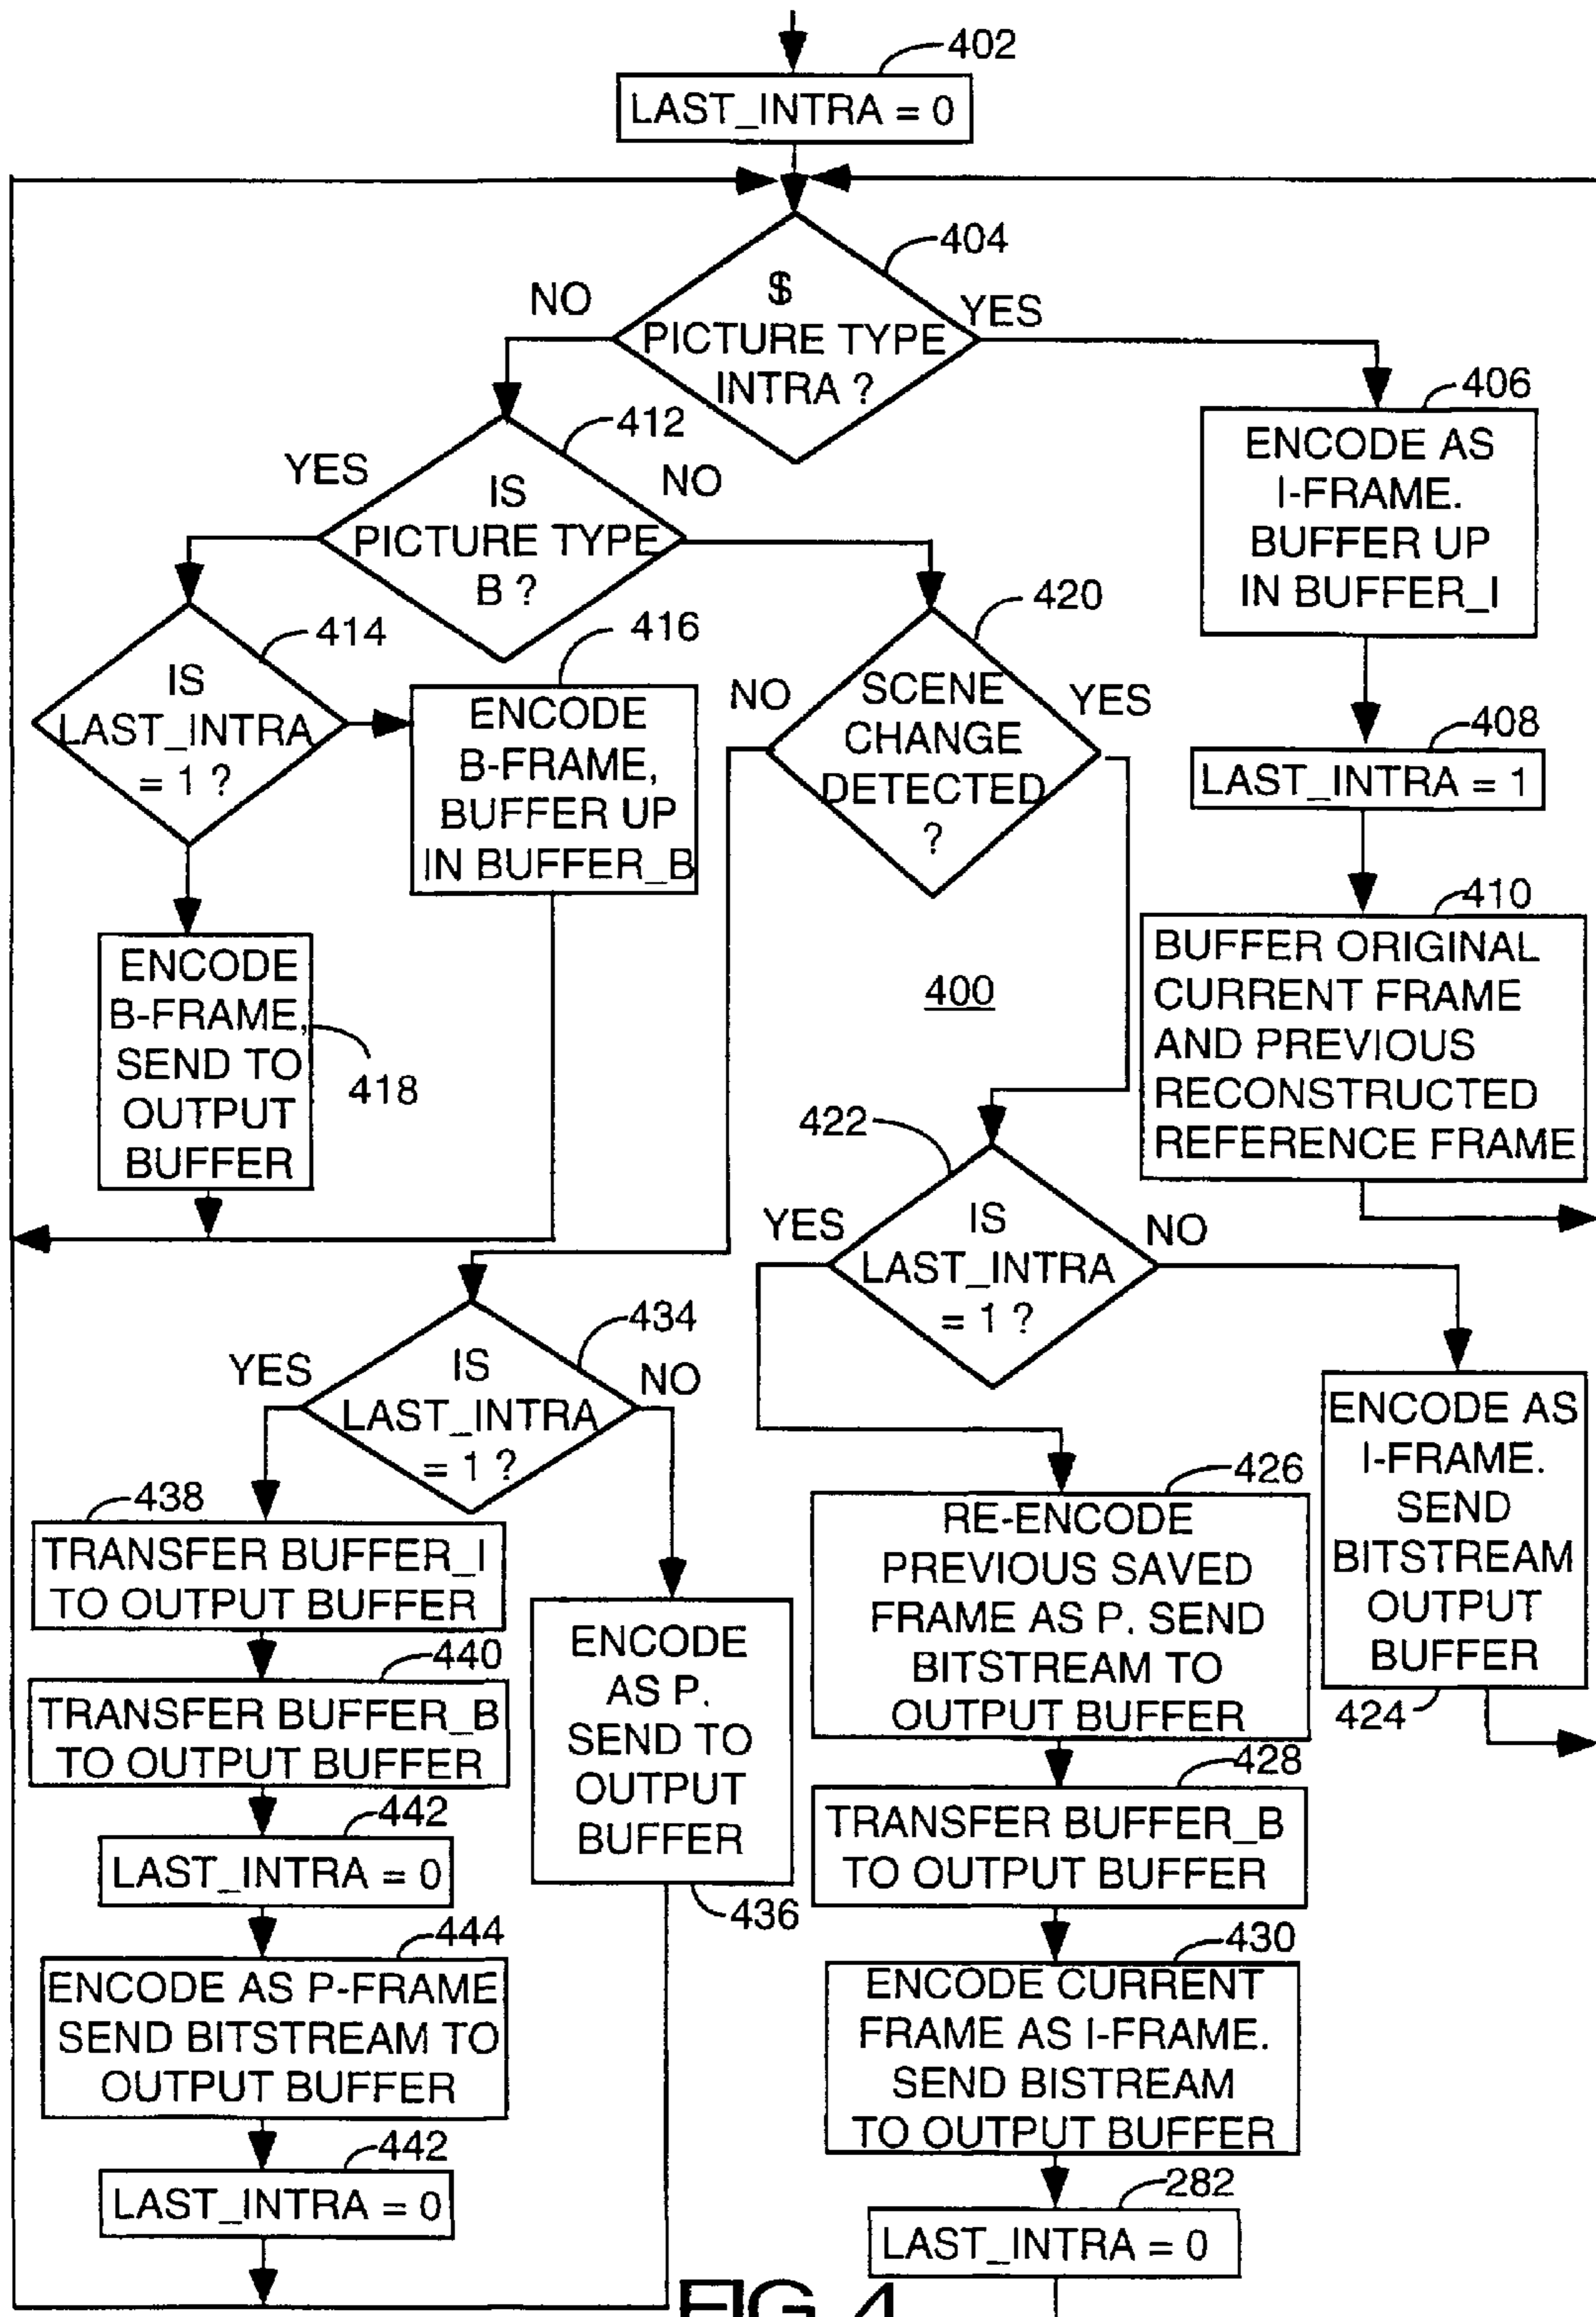 402
LAST_INTRA = 0
404
$
PICTURE TYPE
INTRA ?
NO
YES
406
ENCODE AS
I-FRAME.
BUFFER UP
IN BUFFER_I
412
YES
NO
IS
PICTURE TYPE
B ?
414
IS
LAST_INTRA
= 1 ?
416
ENCODE
B-FRAME,
BUFFER UP
IN BUFFER_B
420
NO
YES
SCENE
CHANGE
DETECTED
?
408
LAST_INTRA = 1
410
BUFFER ORIGINAL
CURRENT FRAME
AND PREVIOUS
RECONSTRUCTED
REFERENCE FRAME
ENCODE
B-FRAME,
SEND TO
OUTPUT
BUFFER
418
400
422
YES
NO
IS
LAST_INTRA
= 1 ?
434
YES
NO
IS
LAST_INTRA
= 1 ?
ENCODE AS
I-FRAME.
SEND
BITSTREAM
OUTPUT
BUFFER
424
438
TRANSFER BUFFER_I
TO OUTPUT BUFFER
440
TRANSFER BUFFER_B
TO OUTPUT BUFFER
442
LAST_INTRA = 0
444
ENCODE AS P-FRAME
SEND BITSTREAM TO
OUTPUT BUFFER
442
LAST_INTRA = 0
ENCODE
AS P.
SEND TO
OUTPUT
BUFFER
436
426
RE-ENCODE
PREVIOUS SAVED
FRAME AS P. SEND
BITSTREAM TO
OUTPUT BUFFER
428
TRANSFER BUFFER_B
TO OUTPUT BUFFER
430
ENCODE CURRENT
FRAME AS I-FRAME.
SEND BISTREAM
TO OUTPUT BUFFER
282
LAST_INTRA = 0
FIG. 4